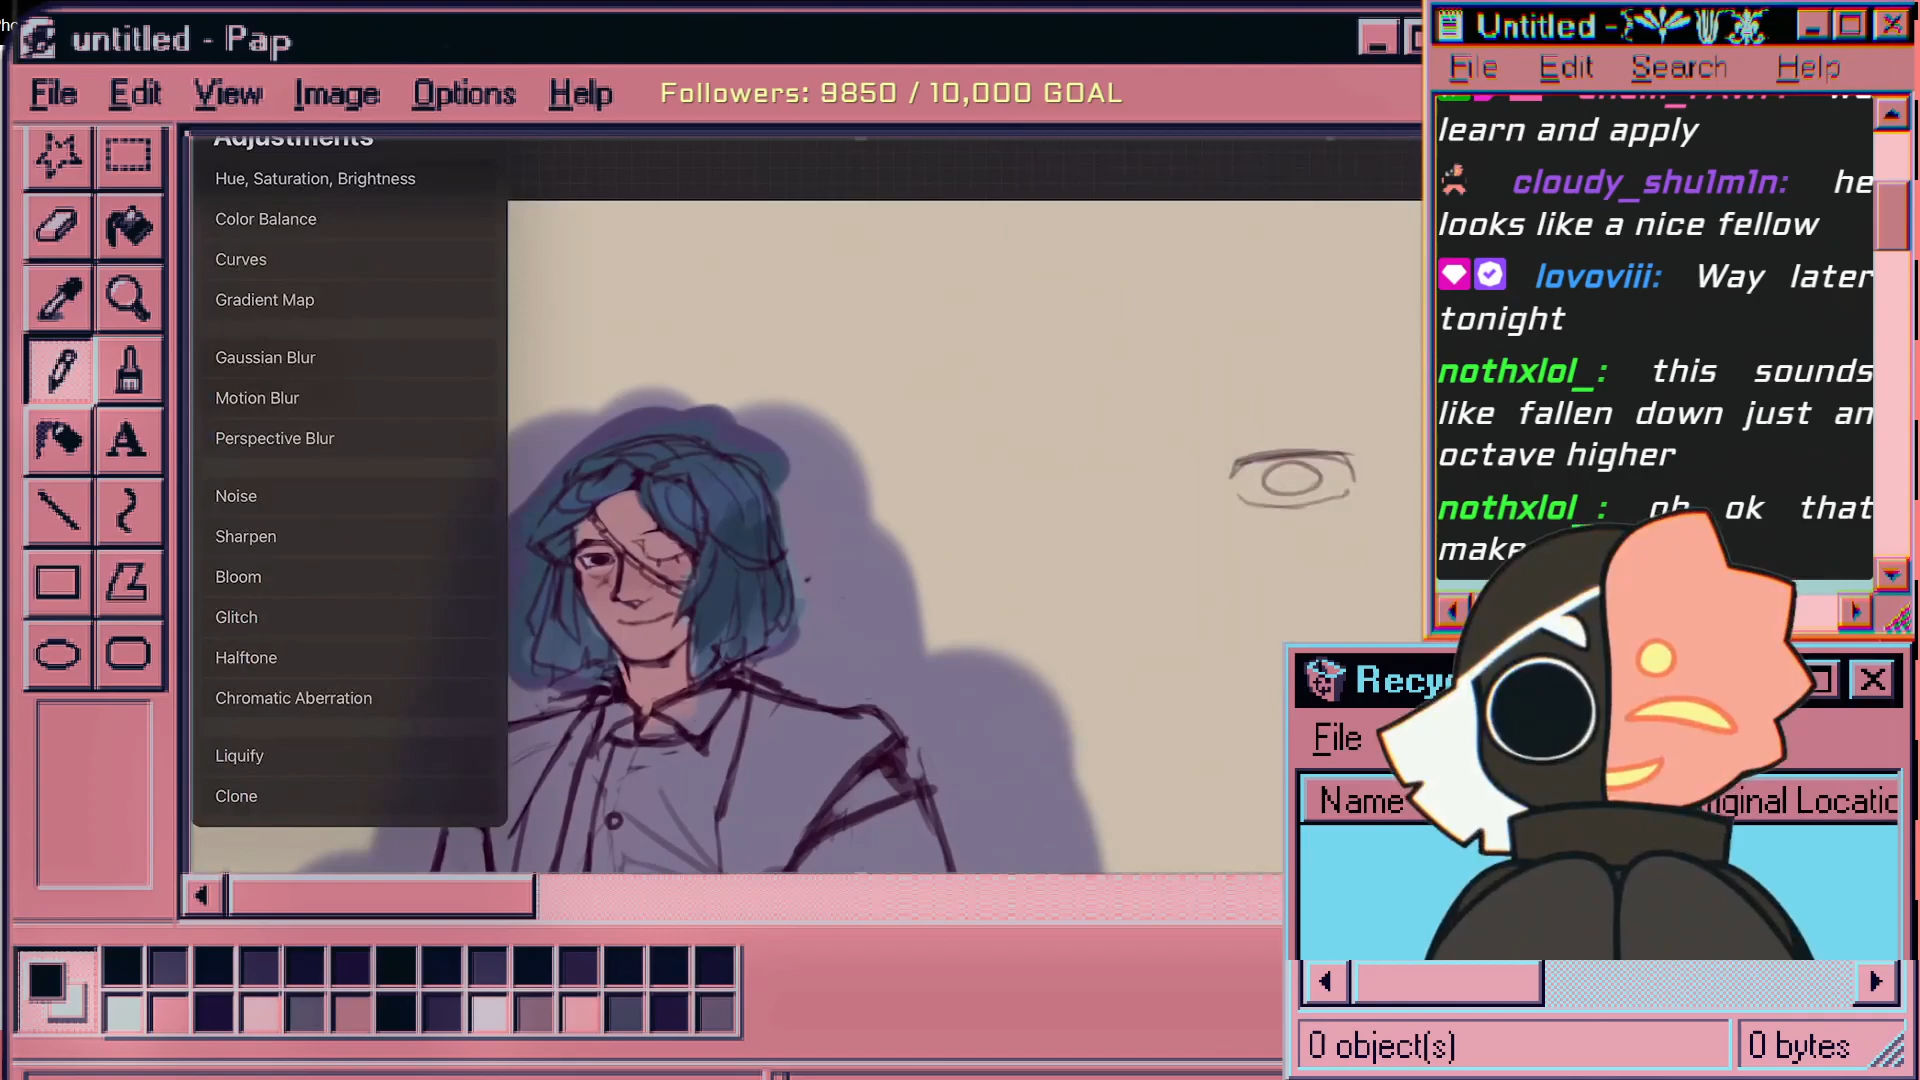 untitled - Pap
File Edit View Image Options Help
Followers: 9850 / 10,000 GOAL
Adjustments
Hue, Saturation, Brightness
Color Balance
Curves
Gradient Map
Gaussian Blur
Motion Blur
Perspective Blur
Noise
Sharpen
Bloom
Glitch
Halftone
Chromatic Aberration
Liquify
Clone
A
Untitled -
File Edit Search Help
learn and apply
cloudy_shu1m1n: he
looks like a nice fellow
lovoviii: Way later
tonight
nothxlol_: this sounds
like fallen down just an
octave higher
nothxlol_: oh ok that
make
Recy
File
Name
iginal Locatio
0 object(s)
0 bytes